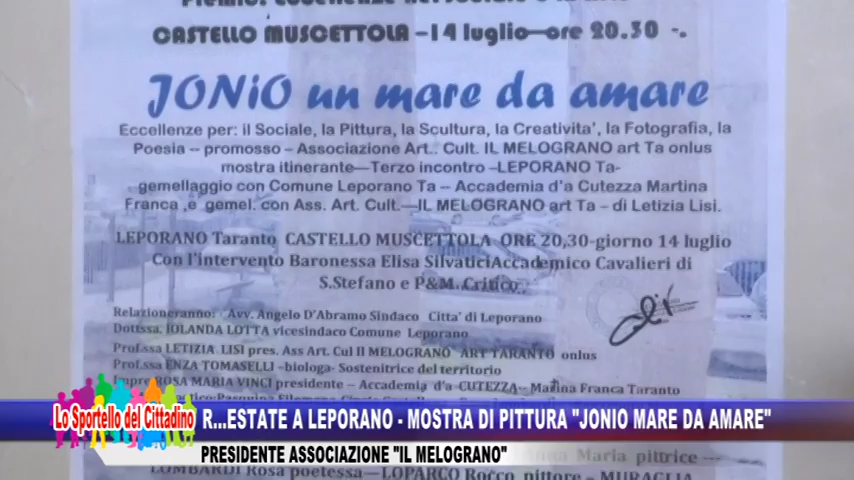 CASTELLO MUSCETTOLA –14 luglio—ore 20.30 -.
JONiO un mare da amare
Eccellenze per: il Sociale, la Pittura, la Scultura, la Creativita', la Fotografia, la
Poesia – promosso – Associazione Art.. Cult. IL MELOGRANO art Ta onlus
mostra itinerante—Terzo incontro –LEPORANO Ta-
gemellaggio con Comune Leporano Ta – Accademia d'a Cutezza Martina
Franca ,e gemel. con Ass. Art. Cult.—IL MELOGRANO art Ta – di Letizia Lisi.
LEPORANO Taranto CASTELLO MUSCETTOLA ORE 20,30-giorno 14 luglio
Con l'intervento Baronessa Elisa SilvaticiAccademico Cavalieri di
S.Stefano e P&M. Critico.
Relazioneranno: Avv. Angelo D'Abramo Sindaco Citta' di Leporano
Dott.ssa IOLANDA LOTTA vicesindaco Comune Leporano
Prof.ssa LETIZIA LISI pres. Ass Art. Cul Il MELOGRANO ART TARANTO onlus
Prof.ssa ENZA TOMASELLI –biologa- Sostenitrice del territorio
Impre ROSA MARIA VINCI presidente – Accademia d'a CUTEZZA– Martina Franca Taranto
Lo Sportello del Cittadino
R...ESTATE A LEPORANO - MOSTRA DI PITTURA "JONIO MARE DA AMARE"
Maria pittrice
PRESIDENTE ASSOCIAZIONE "IL MELOGRANO"
LOMBARDI Rosa poetessa—LOPARCO Rocco pittore – MURAGLIA